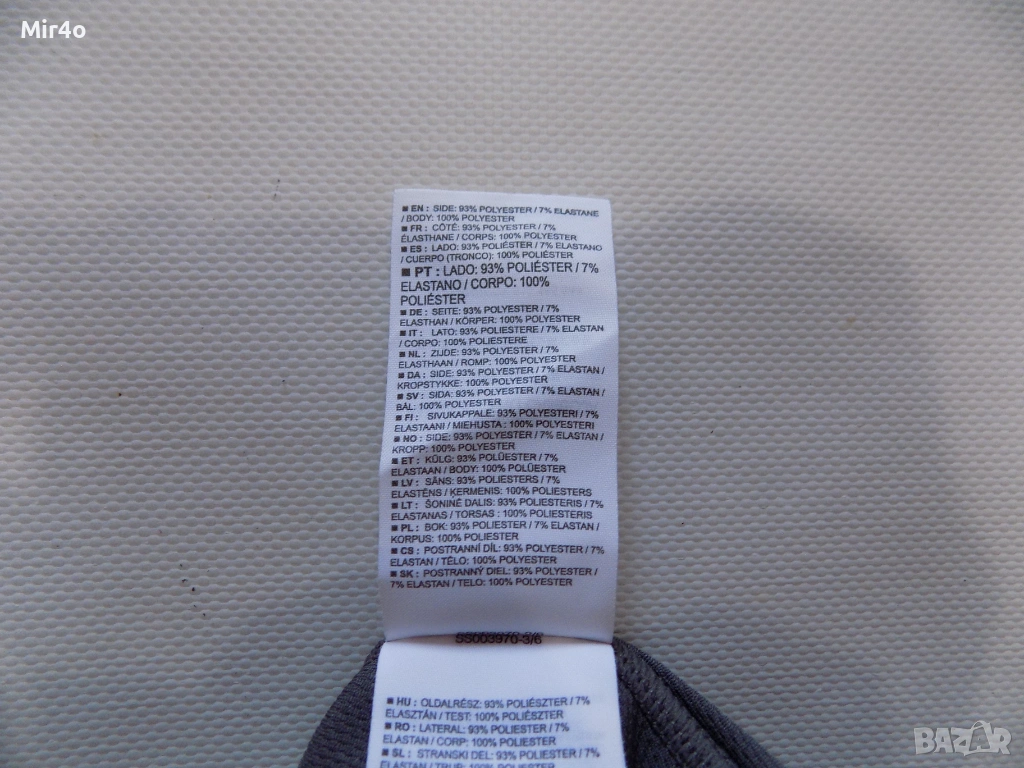 Mir4o
■ EN : SIDE: 93% POLYESTER / 7% ELASTANE
/ BODY: 100% POLYESTER
■ FR : CÔTÉ: 93% POLYESTER / 7%
ÉLASTHANE / CORPS: 100% POLYESTER
■ ES : LADO: 93% POLIÉSTER / 7% ELASTANO
/ CUERPO (TRONCO): 100% POLIÉSTER
■ PT : LADO: 93% POLIÉSTER / 7%
ELASTANO / CORPO: 100%
POLIÉSTER
■ DE : SEITE: 93% POLYESTER / 7%
ELASTHAN / KÖRPER: 100% POLYESTER
■ IT : LATO: 93% POLIESTERE / 7% ELASTAN
/ CORPO: 100% POLIESTERE
■ NL : ZIJDE: 93% POLYESTER / 7%
ELASTHAAN / ROMP: 100% POLYESTER
■ DA : SIDE: 93% POLYESTER / 7% ELASTAN /
KROPSTYKKE: 100% POLYESTER
■ SV : SIDA: 93% POLYESTER / 7% ELASTAN /
BÅL: 100% POLYESTER
■ FI : SIVUKAPPALE: 93% POLYESTERI / 7%
ELASTAANI / MIEHUSTA : 100% POLYESTERI
■ NO : SIDE: 93% POLYESTER / 7% ELASTAN /
KROPP: 100% POLYESTER
■ ET : KÜLG: 93% POLÜESTER / 7%
ELASTAAN / BODY: 100% POLÜESTER
■ LV : SĀNS: 93% POLIESTERS / 7%
ELASTĒNS / ĶERMENIS: 100% POLIESTERS
■ LT : ŠONINĖ DALIS: 93% POLIESTERIS / 7%
ELASTANAS / TORSAS : 100% POLIESTERIS
■ PL : BOK: 93% POLIESTER / 7% ELASTAN /
KORPUS: 100% POLIESTER
■ CS : POSTRANNÍ DÍL: 93% POLYESTER / 7%
ELASTAN / TĚLO: 100% POLYESTER
■ SK : POSTRANNÝ DIEL: 93% POLYESTER /
7% ELASTAN / TELO: 100% POLYESTER
SS003970-3/6
■ HU : OLDALRÉSZ: 93% POLIÉSZTER / 7%
ELASZTÁN / TEST: 100% POLIÉSZTER
■ RO : LATERAL: 93% POLIESTER / 7%
ELASTAN / CORP: 100% POLIESTER
■ SL : STRANSKI DEL: 93% POLIESTER / 7%
ELASTAN / TRUP: 100% POLIESTER
BAZAR